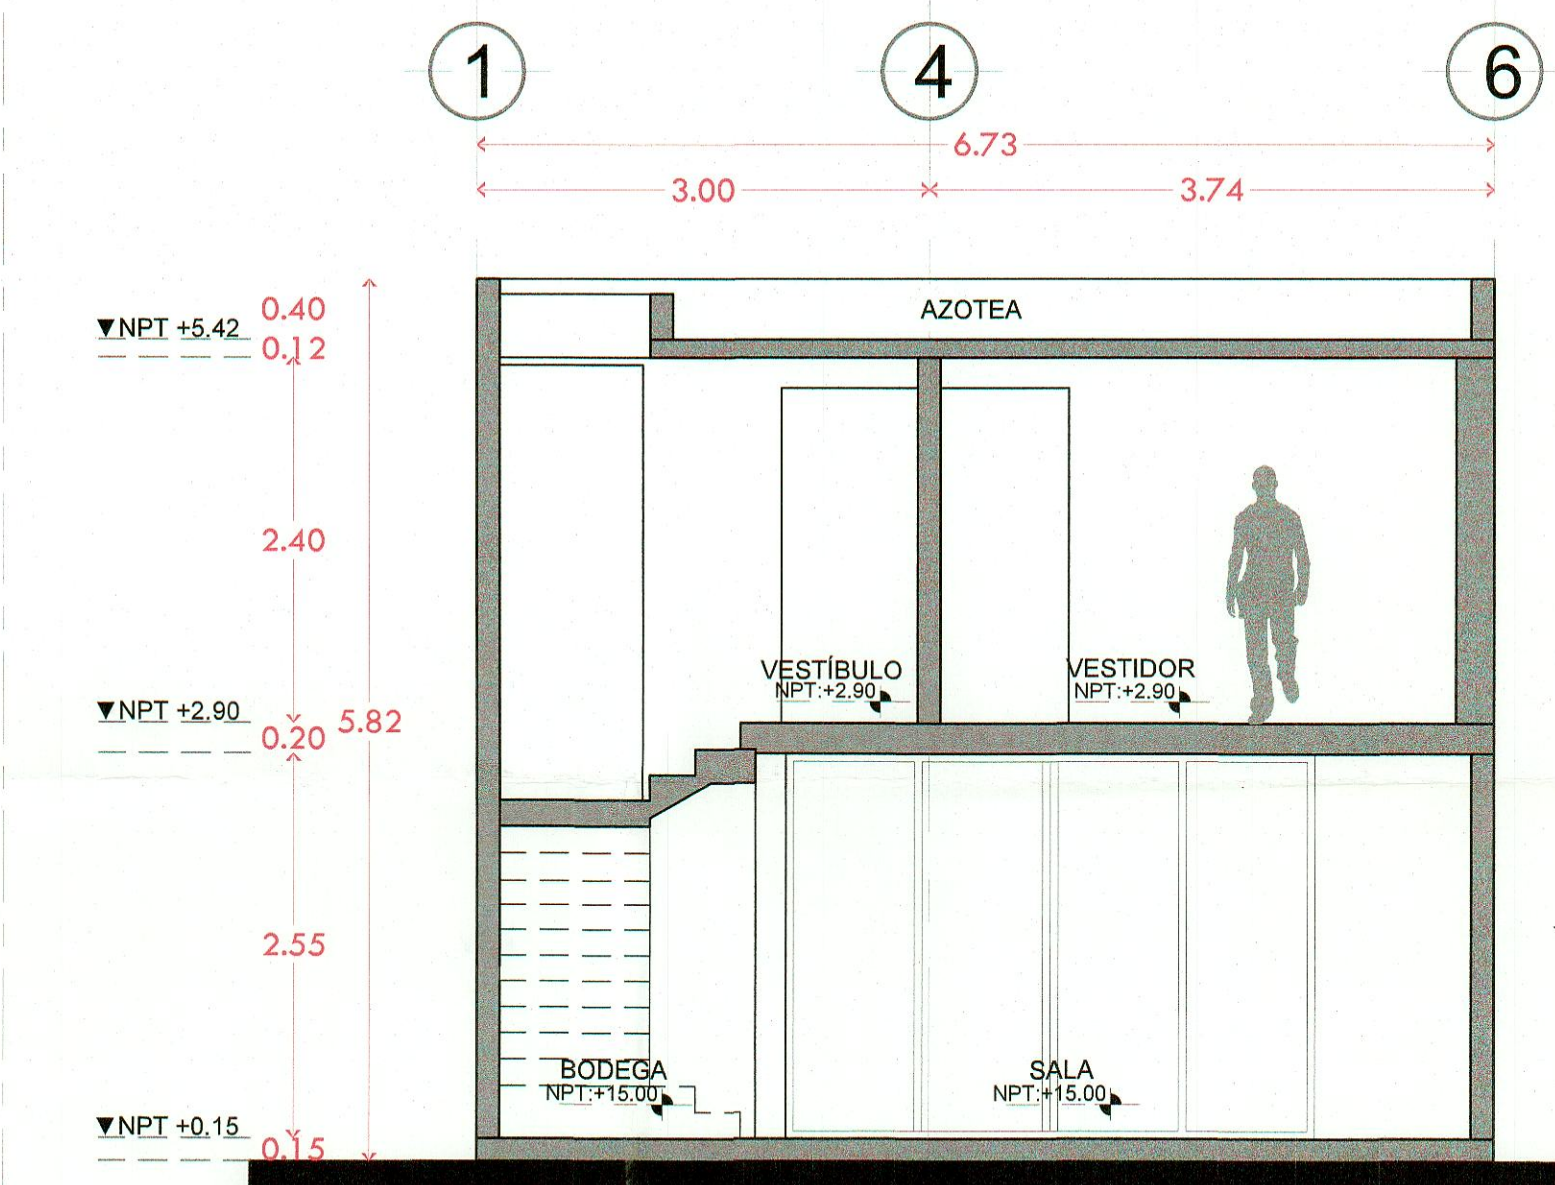 1 4 6
6.73
3.00 3.74
AZOTEA
0.40
▼NPT +5.42
0.12
2.40
VESTÍBULO
NPT:+2.90
VESTIDOR
NPT:+2.90
▼NPT +2.90
0.20 5.82
2.55
BODEGA
NPT:+15.00
SALA
NPT:+15.00
▼NPT +0.15
0.15